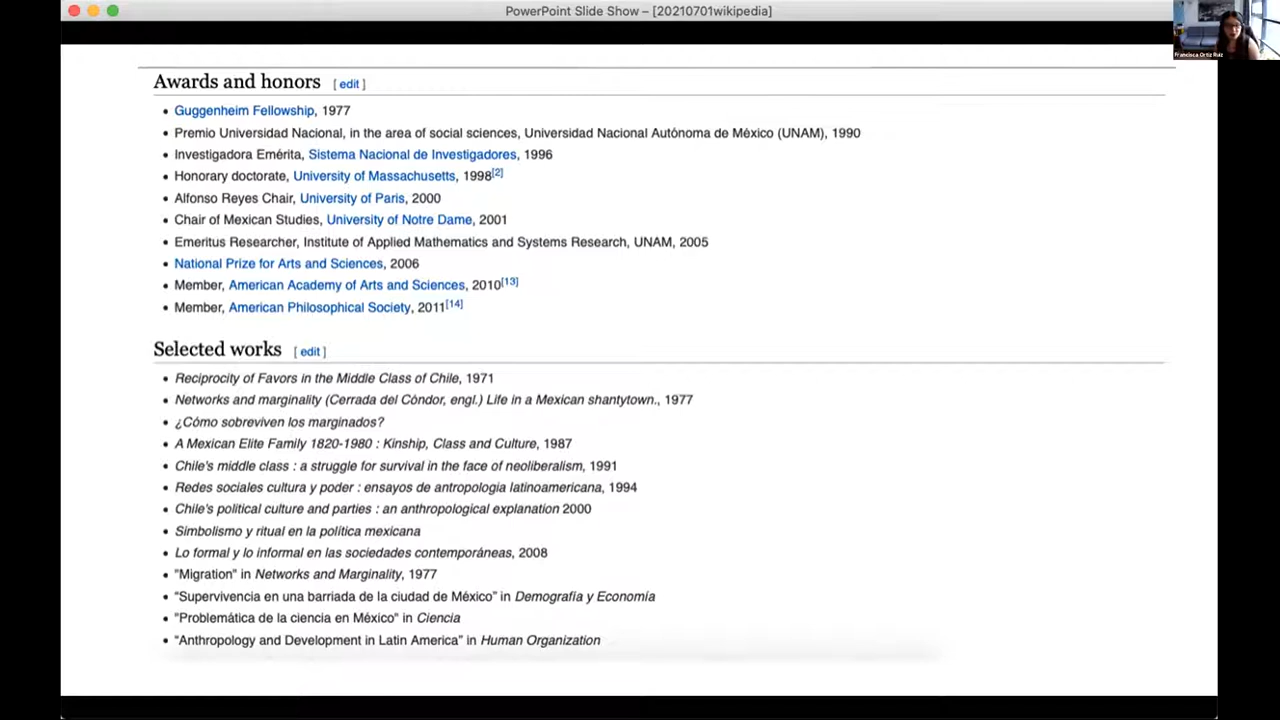 PowerPoint Slide Show – [20210701wikipedia]
Francisca Ortiz Ruiz
Awards and honors [ edit ]
• Guggenheim Fellowship, 1977
• Premio Universidad Nacional, in the area of social sciences, Universidad Nacional Autónoma de México (UNAM), 1990
• Investigadora Emérita, Sistema Nacional de Investigadores, 1996
• Honorary doctorate, University of Massachusetts, 1998[2]
• Alfonso Reyes Chair, University of Paris, 2000
• Chair of Mexican Studies, University of Notre Dame, 2001
• Emeritus Researcher, Institute of Applied Mathematics and Systems Research, UNAM, 2005
• National Prize for Arts and Sciences, 2006
• Member, American Academy of Arts and Sciences, 2010[13]
• Member, American Philosophical Society, 2011[14]
Selected works [ edit ]
• Reciprocity of Favors in the Middle Class of Chile, 1971
• Networks and marginality (Cerrada del Cóndor, engl.) Life in a Mexican shantytown., 1977
• ¿Cómo sobreviven los marginados?
• A Mexican Elite Family 1820-1980 : Kinship, Class and Culture, 1987
• Chile's middle class : a struggle for survival in the face of neoliberalism, 1991
• Redes sociales cultura y poder : ensayos de antropologia latinoamericana, 1994
• Chile's political culture and parties : an anthropological explanation 2000
• Simbolismo y ritual en la política mexicana
• Lo formal y lo informal en las sociedades contemporáneas, 2008
• "Migration" in Networks and Marginality, 1977
• “Supervivencia en una barriada de la ciudad de México” in Demografía y Economía
• "Problemática de la ciencia en México" in Ciencia
• “Anthropology and Development in Latin America” in Human Organization